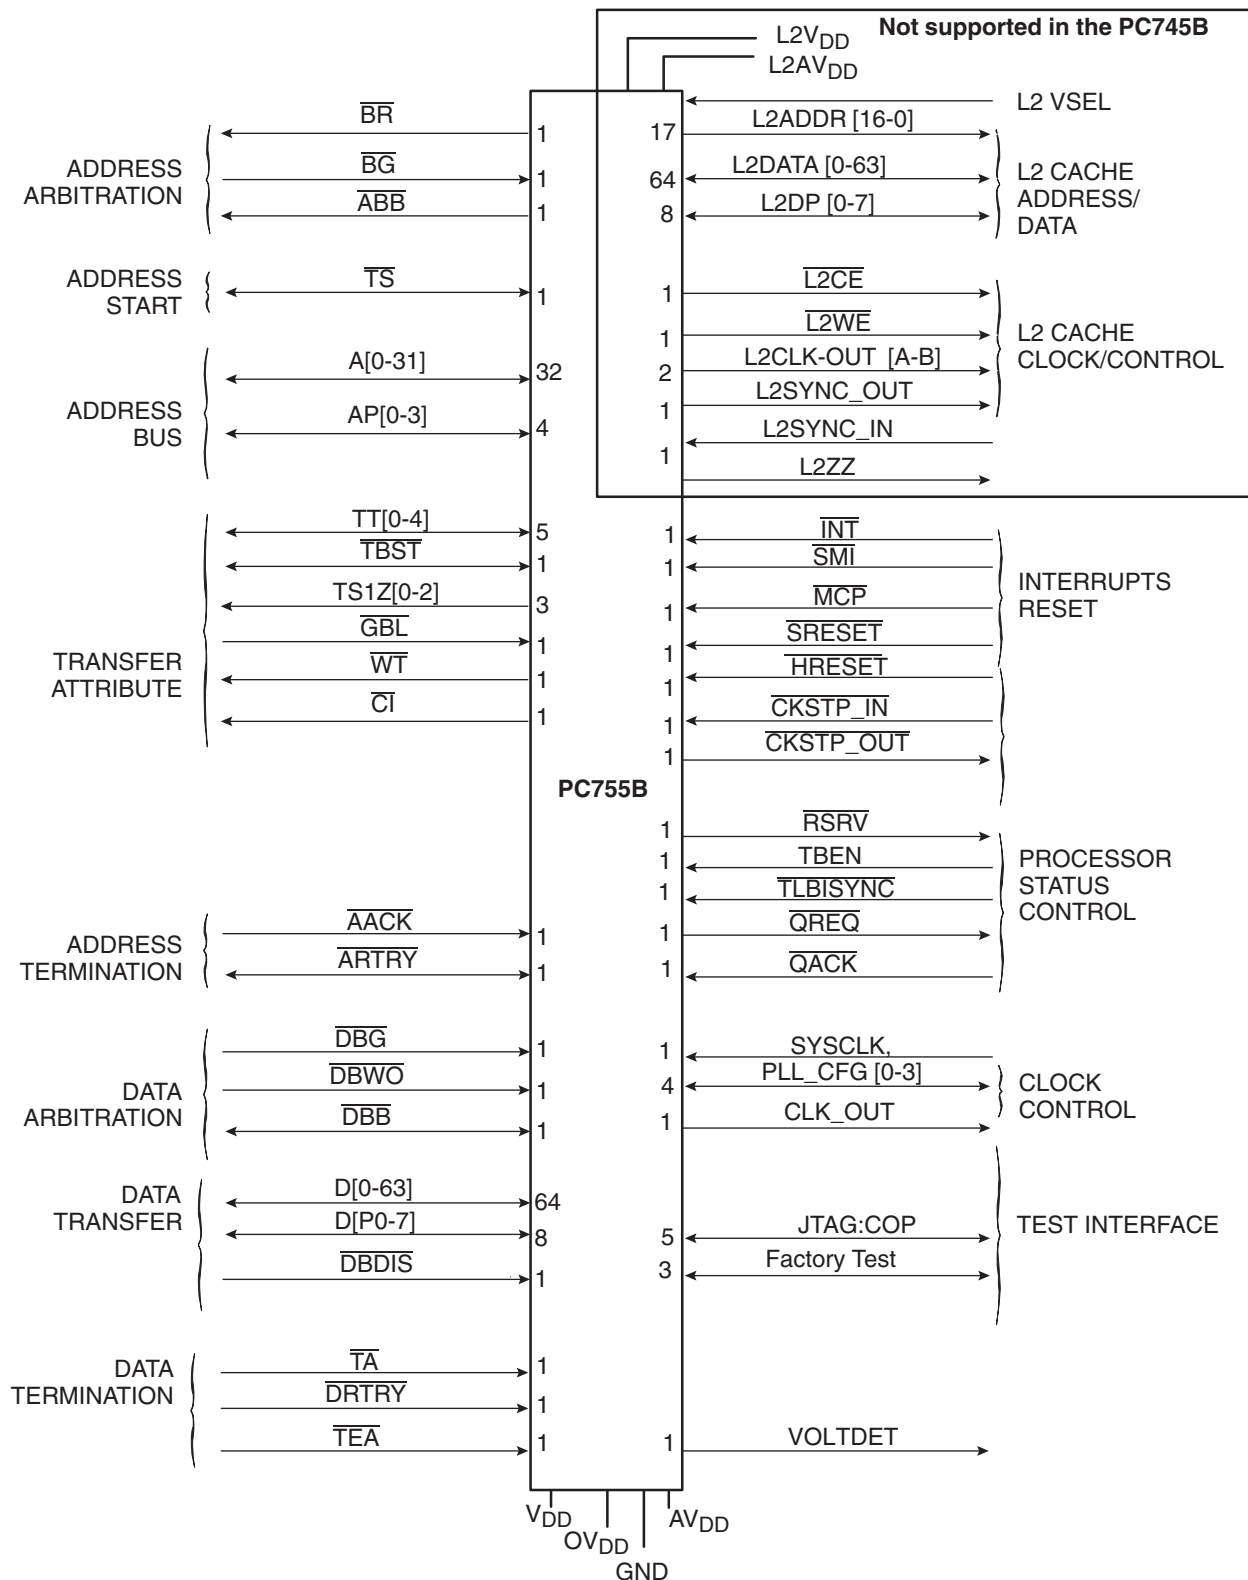 Not supported in the PC745B
L2VDD
L2AVDD
ADDRESS
ARBITRATION
BR
1
BG
1
ABB
1
ADDRESS
START
TS
1
ADDRESS
BUS
A[0-31]
32
AP[0-3]
4
TRANSFER
ATTRIBUTE
TT[0-4]
5
TBST
1
TS1Z[0-2]
3
GBL
1
WT
1
CI
1
PC755B
ADDRESS
TERMINATION
AACK
1
ARTRY
1
DATA
ARBITRATION
DBG
1
DBWO
1
DBB
1
DATA
TRANSFER
D[0-63]
64
D[P0-7]
8
DBDIS
1
DATA
TERMINATION
TA
1
DRTRY
1
TEA
1
L2 VSEL
17
L2ADDR [16-0]
64
L2DATA [0-63]
8
L2DP [0-7]
L2 CACHE
ADDRESS/
DATA
1
L2CE
1
L2WE
2
L2CLK-OUT [A-B]
1
L2SYNC_OUT
L2SYNC_IN
1
L2ZZ
L2 CACHE
CLOCK/CONTROL
1
INT
1
SMI
1
MCP
1
SRESET
1
HRESET
1
CKSTP_IN
1
CKSTP_OUT
INTERRUPTS
RESET
1
RSRV
1
TBEN
1
TLBISYNC
1
QREQ
1
QACK
PROCESSOR
STATUS
CONTROL
1
SYSCLK,
4
PLL_CFG [0-3]
1
CLK_OUT
CLOCK
CONTROL
5
JTAG:COP
3
Factory Test
TEST INTERFACE
1
VOLTDET
VDD
OVDD
GND
AVDD